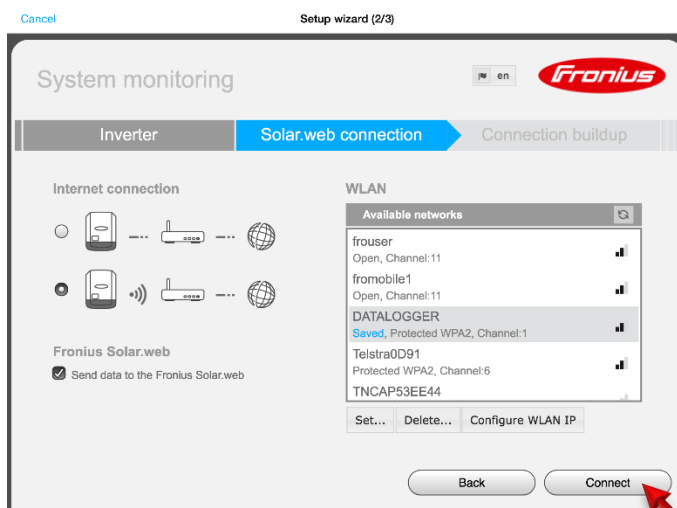 Cancel
Setup wizard (2/3)
System monitoring
en
Fronius
Inverter
Solar.web connection
Connection buildup
Internet connection
Fronius Solar.web
Send data to the Fronius Solar.web
WLAN
Available networks
frouser
Open, Channel:11
fromobile1
Open, Channel:11
DATALOGGER
Saved, Protected WPA2, Channel:1
Telstra0D91
Protected WPA2, Channel:6
TNCAP53EE44
Set...
Delete...
Configure WLAN IP
Back
Connect